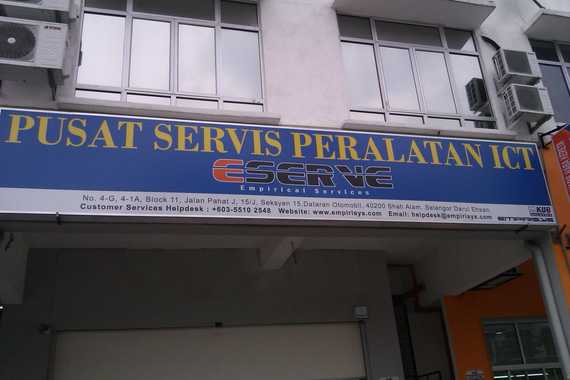 PUSAT SERVIS PERALATAN ICT
ESERVE
Empirical Services
No. 4-G, 4-1A, Block 11, Jalan Pahat J, 15/J, Seksyen 15,Dataran Otomobil, 40200 Shah Alam, Selangor Darul Ehsan.
Customer Services Helpdesk : +603-5510 2548 Website: www.empirisys.com Email: helpdesk@empirisys.com
KUB
EMPIRISYS